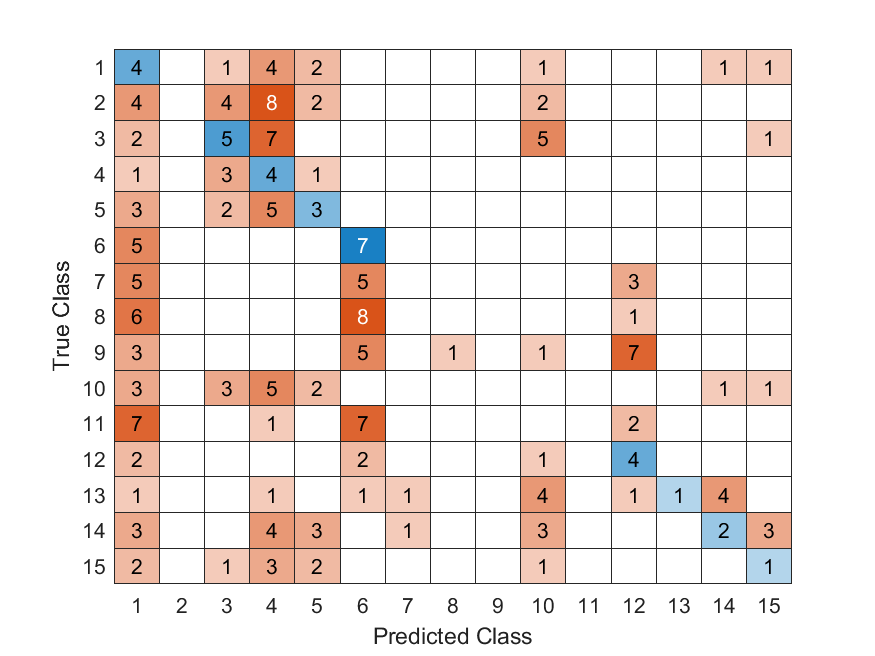 1 4 1 4 2 1 1 1
2 4 4 8 2 2
3 2 5 7 5 1
4 1 3 4 1
5 3 2 5 3
6 5 7
7 5 5 3
8 6 8 1
9 3 5 1 1 7
10 3 3 5 2 1 1
11 7 1 7 2
12 2 2 1 4
13 1 1 1 1 4 1 1 4
14 3 4 3 1 3 2 3
15 2 1 3 2 1 1
1 2 3 4 5 6 7 8 9 10 11 12 13 14 15
Predicted Class
True Class